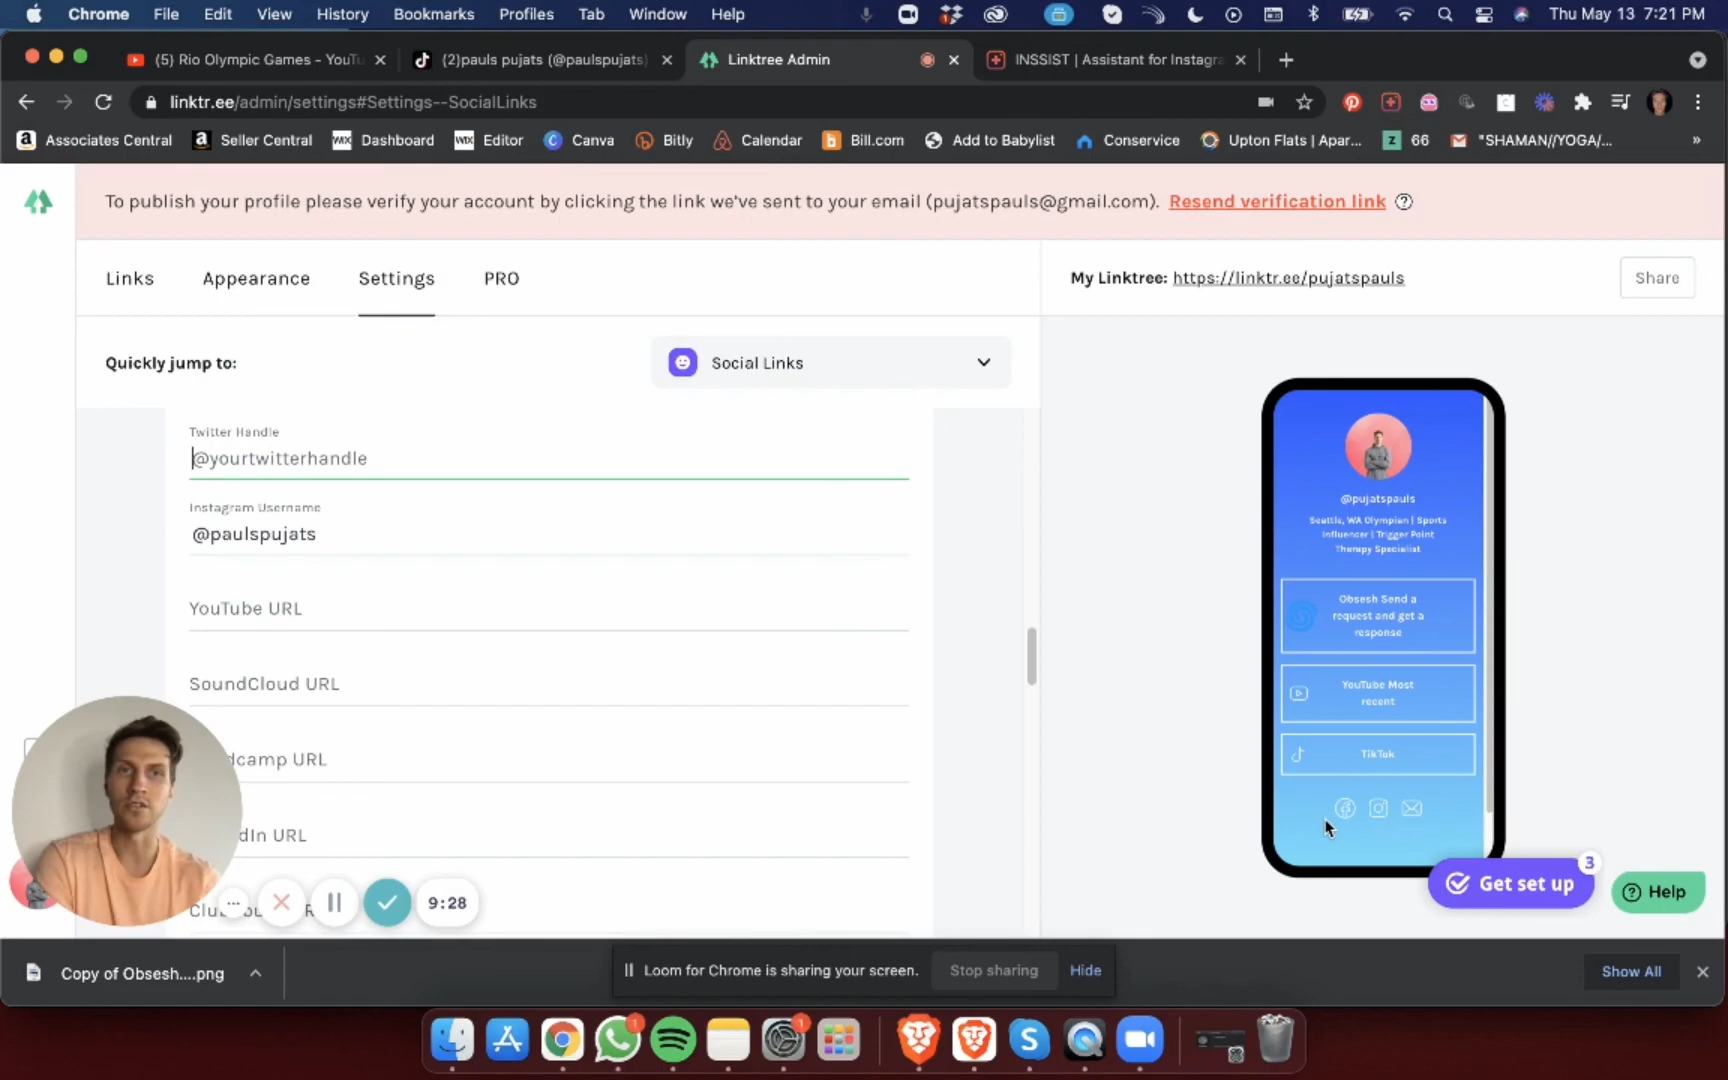 Chrome File Edit View History Bookmarks Profiles Tab Window Help Thu May 13 7:21 PM
(5) Rio Olympic Games - YouTu (2)pauls pujats (@paulspujats) Linktree Admin INSSIST | Assistant for Instagra
linktr.ee/admin/settings#Settings--SocialLinks
Associates Central Seller Central WIX Dashboard WIX Editor Canva Bitly Calendar Bill.com Add to Babylist Conservice Upton Flats | Apar... z 66 "SHAMAN//YOGA/... »
To publish your profile please verify your account by clicking the link we've sent to your email (pujatspauls@gmail.com). Resend verification link
Links Appearance Settings PRO
My Linktree: https://linktr.ee/pujatspauls Share
Quickly jump to: Social Links
Twitter Handle
@yourtwitterhandle
Instagram Username
@paulspujats
YouTube URL
SoundCloud URL
dcamp URL
dIn URL
9:28
@pujatspauls
Seattle, WA Olympian | Sports
Influencer | Trigger Point
Therapy Specialist
Obsesh Send a
request and get a
response
YouTube Most
recent
TikTok
Get set up 3
Help
Copy of Obsesh....png
Loom for Chrome is sharing your screen. Stop sharing Hide
Show All
1 1